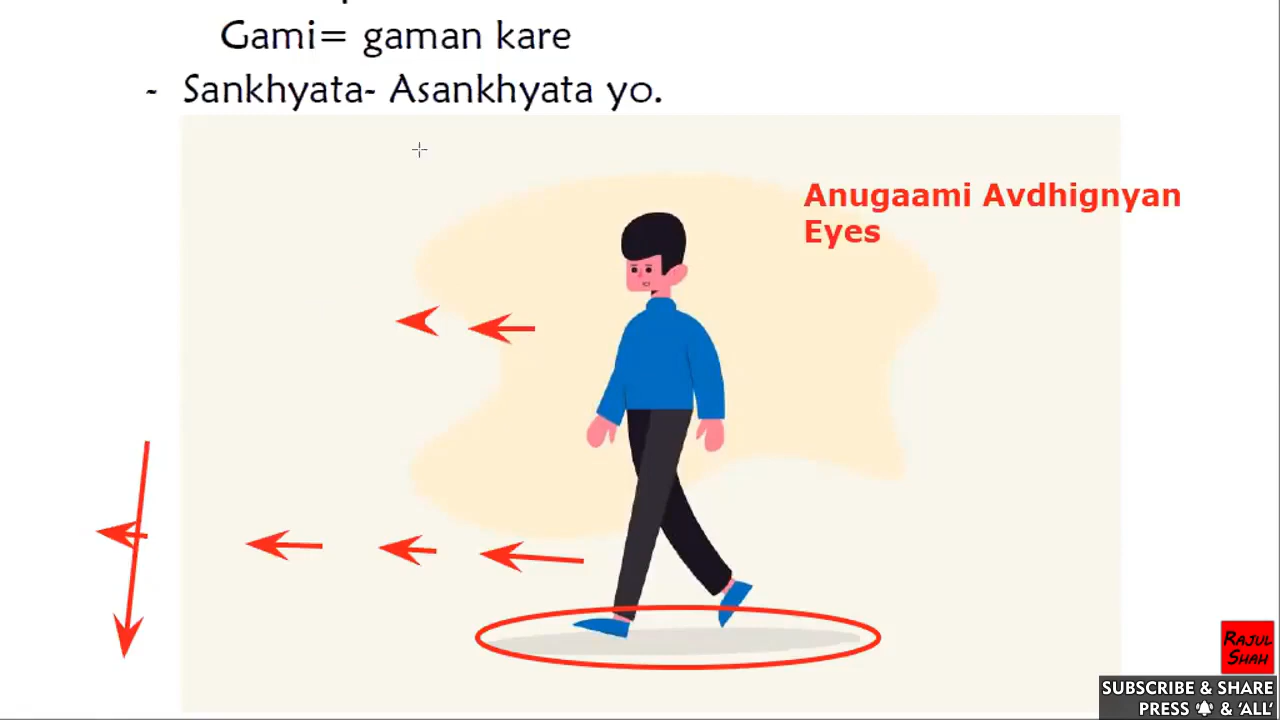 Gami= gaman kare
- Sankhyata- Asankhyata yo.
Anugaami Avdhignyan
Eyes
RAJUL
SHAH
SUBSCRIBE & SHARE
PRESS 🔔 & 'ALL'